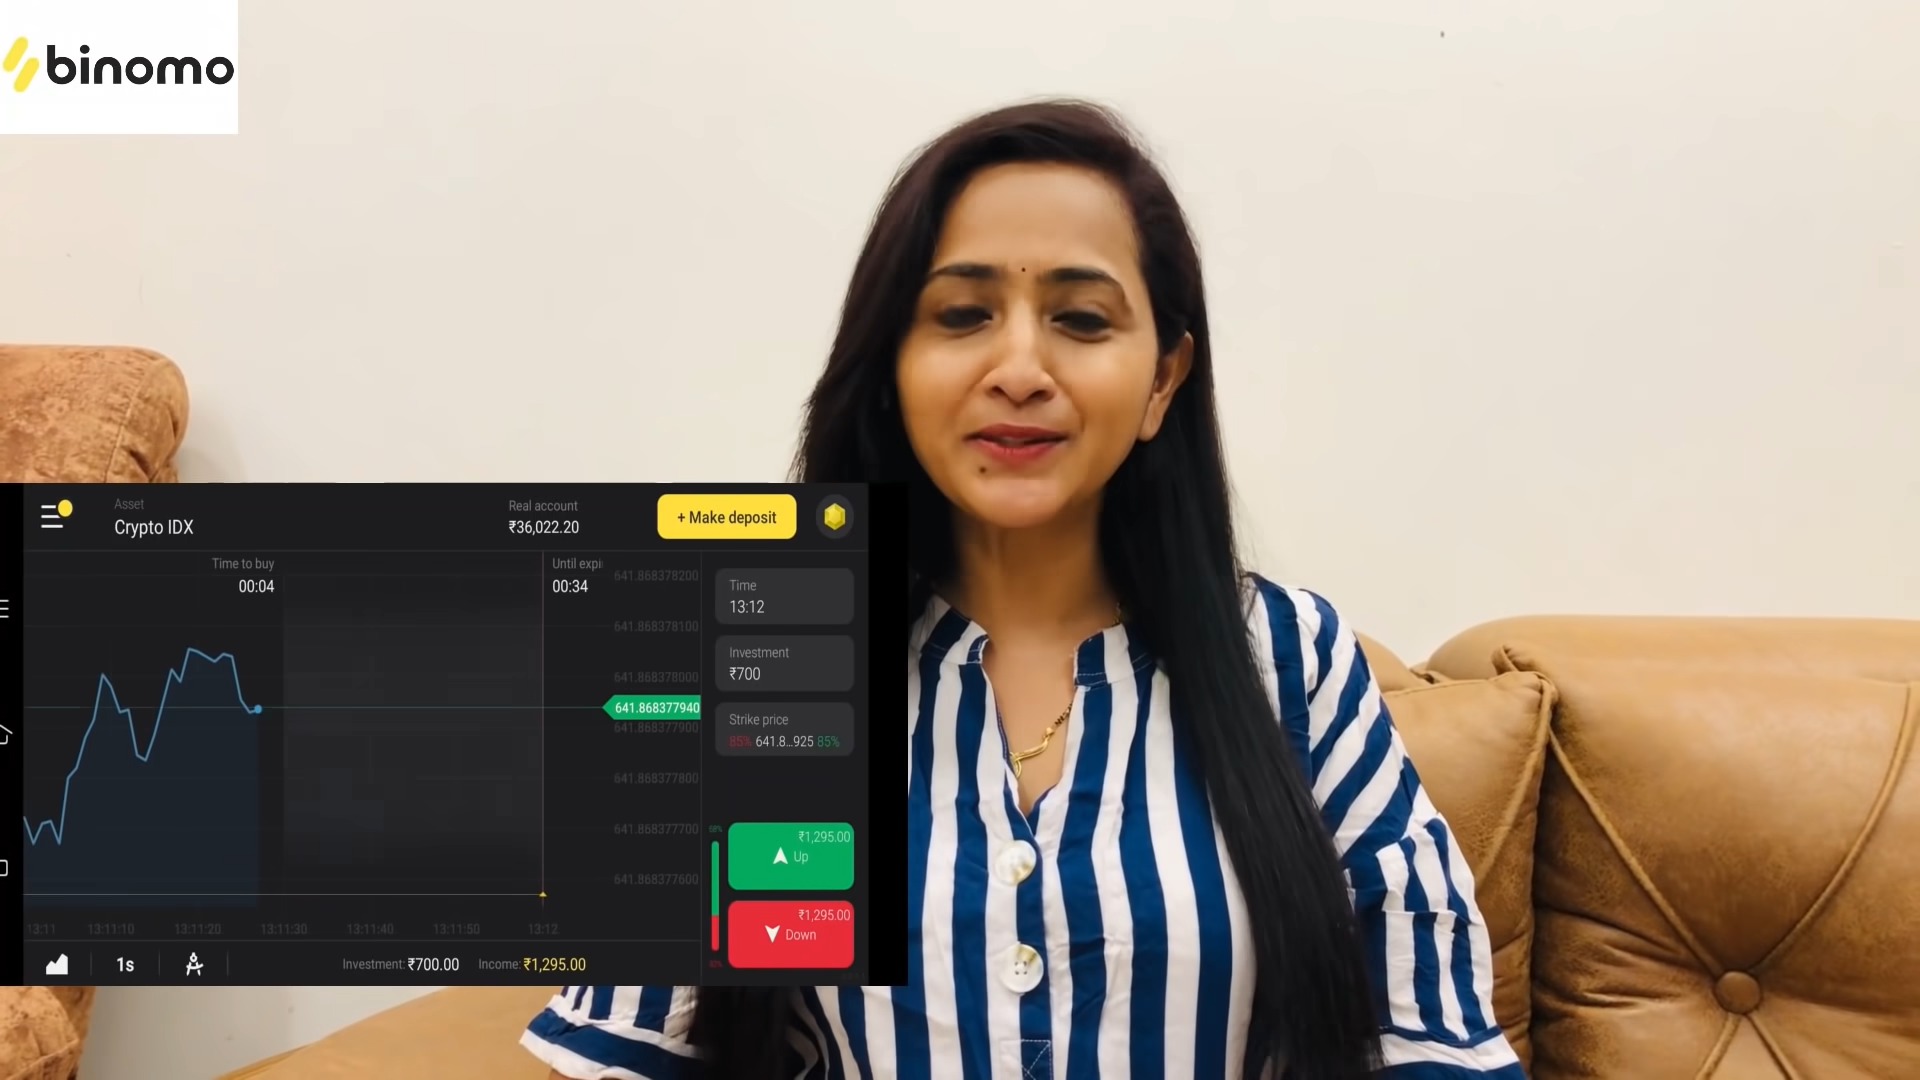 binomo
Asset
Crypto IDX
Real account
₹36,022.20
+ Make deposit
Time to buy
00:04
Until expi
00:34
641.868378200
641.868378100
641.868378000
641.868377940
641.868377900
641.868377800
641.868377700
641.868377600
Time
13:12
Investment
₹700
Strike price
85% 641.8...925 85%
₹1,295.00
Up
₹1,295.00
Down
13:11 13:11:10 13:11:20 13:11:30 13:11:40 13:11:50 13:12
1s
Investment: ₹700.00 Income: ₹1,295.00